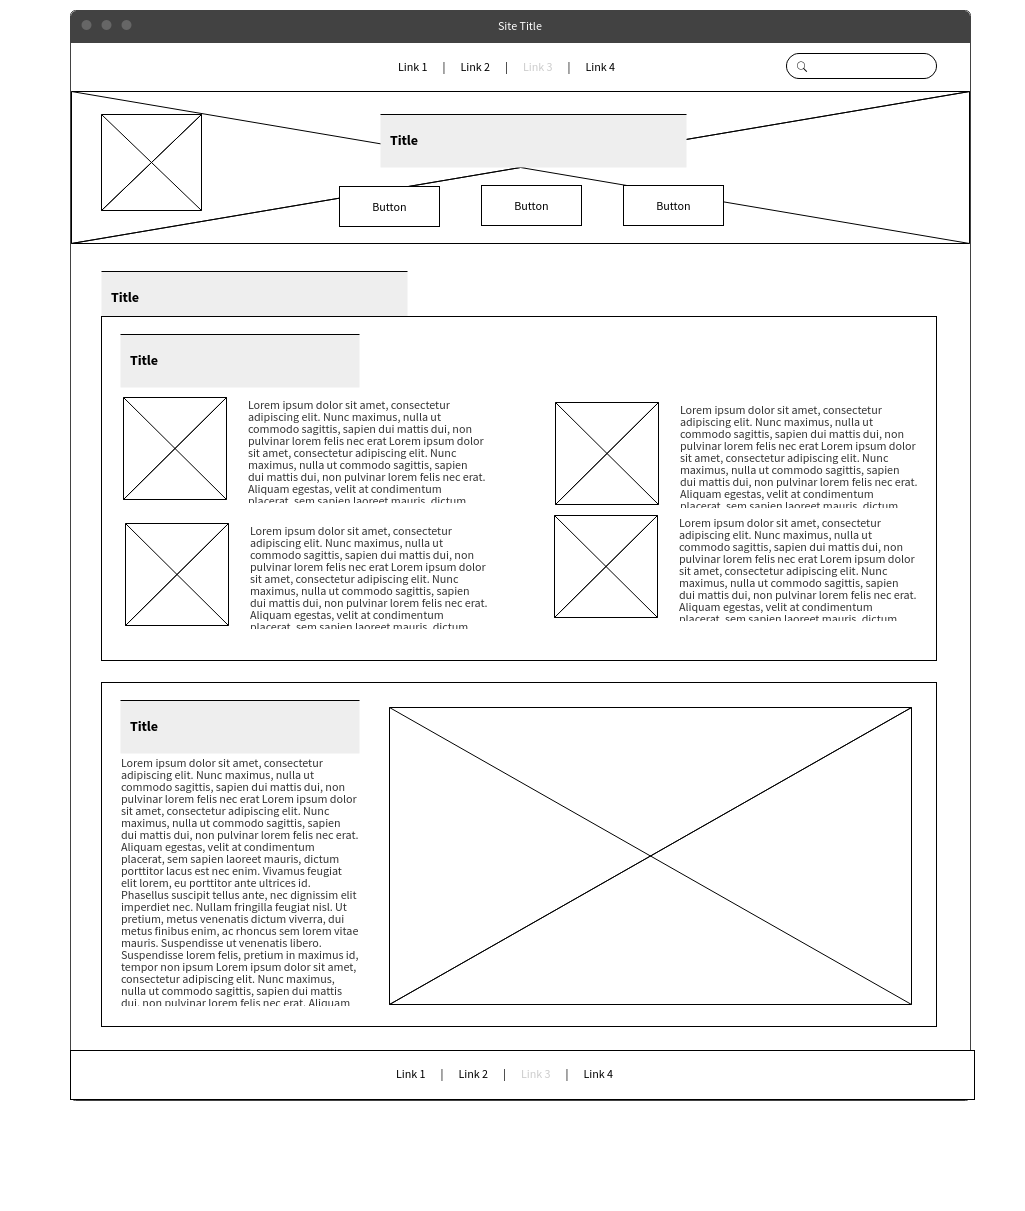 Site Title
Link 1 | Link 2 | Link 3 | Link 4
Title
Button Button Button
Title
Title
Lorem ipsum dolor sit amet, consectetur
adipiscing elit. Nunc maximus, nulla ut
commodo sagittis, sapien dui mattis dui, non
pulvinar lorem felis nec erat Lorem ipsum dolor
sit amet, consectetur adipiscing elit. Nunc
maximus, nulla ut commodo sagittis, sapien
dui mattis dui, non pulvinar lorem felis nec erat.
Aliquam egestas, velit at condimentum
placerat, sem sapien laoreet mauris, dictum
Lorem ipsum dolor sit amet, consectetur
adipiscing elit. Nunc maximus, nulla ut
commodo sagittis, sapien dui mattis dui, non
pulvinar lorem felis nec erat Lorem ipsum dolor
sit amet, consectetur adipiscing elit. Nunc
maximus, nulla ut commodo sagittis, sapien
dui mattis dui, non pulvinar lorem felis nec erat.
Aliquam egestas, velit at condimentum
placerat, sem sapien laoreet mauris, dictum
Lorem ipsum dolor sit amet, consectetur
adipiscing elit. Nunc maximus, nulla ut
commodo sagittis, sapien dui mattis dui, non
pulvinar lorem felis nec erat Lorem ipsum dolor
sit amet, consectetur adipiscing elit. Nunc
maximus, nulla ut commodo sagittis, sapien
dui mattis dui, non pulvinar lorem felis nec erat.
Aliquam egestas, velit at condimentum
placerat, sem sapien laoreet mauris, dictum
Lorem ipsum dolor sit amet, consectetur
adipiscing elit. Nunc maximus, nulla ut
commodo sagittis, sapien dui mattis dui, non
pulvinar lorem felis nec erat Lorem ipsum dolor
sit amet, consectetur adipiscing elit. Nunc
maximus, nulla ut commodo sagittis, sapien
dui mattis dui, non pulvinar lorem felis nec erat.
Aliquam egestas, velit at condimentum
placerat, sem sapien laoreet mauris, dictum
Title
Lorem ipsum dolor sit amet, consectetur
adipiscing elit. Nunc maximus, nulla ut
commodo sagittis, sapien dui mattis dui, non
pulvinar lorem felis nec erat Lorem ipsum dolor
sit amet, consectetur adipiscing elit. Nunc
maximus, nulla ut commodo sagittis, sapien
dui mattis dui, non pulvinar lorem felis nec erat.
Aliquam egestas, velit at condimentum
placerat, sem sapien laoreet mauris, dictum
porttitor lacus est nec enim. Vivamus feugiat
elit lorem, eu porttitor ante ultrices id.
Phasellus suscipit tellus ante, nec dignissim elit
imperdiet nec. Nullam fringilla feugiat nisl. Ut
pretium, metus venenatis dictum viverra, dui
metus finibus enim, ac rhoncus sem lorem vitae
mauris. Suspendisse ut venenatis libero.
Suspendisse lorem felis, pretium in maximus id,
tempor non ipsum Lorem ipsum dolor sit amet,
consectetur adipiscing elit. Nunc maximus,
nulla ut commodo sagittis, sapien dui mattis
dui, non pulvinar lorem felis nec erat. Aliquam
Link 1 | Link 2 | Link 3 | Link 4